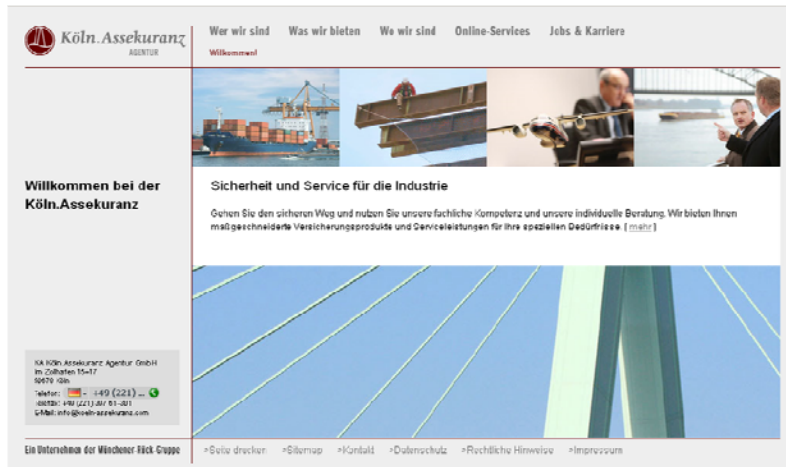 Köln.Assekuranz
AGENTUR
Wer wir sind Was wir bieten Wo wir sind Online-Services Jobs & Karriere
Willkommen!
Willkommen bei der
Köln.Assekuranz
Sicherheit und Service für die Industrie
Gehen Sie den sicheren Weg und nutzen Sie unsere fachliche Kompetenz und unsere individuelle Beratung. Wir bieten Ihnen
maßgeschneiderte Versicherungsprodukte und Serviceleistungen für Ihre speziellen Bedürfnisse. [ mehr ]
KA Köln.Assekuranz Agentur GmbH
Im Zollhafen 15-17
Köln
Telefon: - +49 (221) ...
Telefax: +49 (221)
E-Mail: info@koeln-assekuranz.com
Ein Unternehmen der Münchener-Rück-Gruppe
>Seite drucken >Sitemap >Kontakt >Datenschutz >Rechtliche Hinweise >Impressum